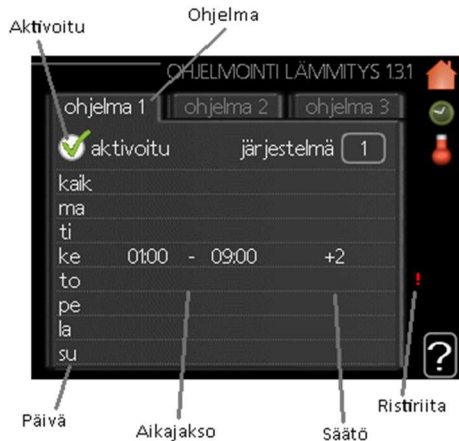 Ohjelma
Aktivoitu
OHJELMOINTI LÄMMITYS 1.3.1
ohjelma 1 ohjelma 2 ohjelma 3
aktivoitu järjestelmä 1
kaik
ma
ti
ke 01:00 - 09:00 +2
to
pe
la
su
!
?
Päivä Aikajakso Säätö Ristiriita